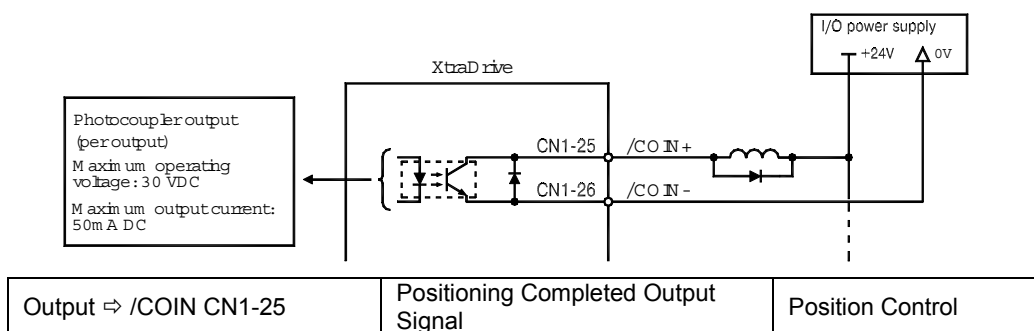 I/O power supply
+24V 0V
XtraDrive
Photocoupler output
(per output)
Maximum operating
voltage: 30 VDC
Maximum output current:
50mA DC
CN1-25 /COIN+
CN1-26 /COIN-
Output ⇨ /COIN CN1-25
Positioning Completed Output
Signal
Position Control